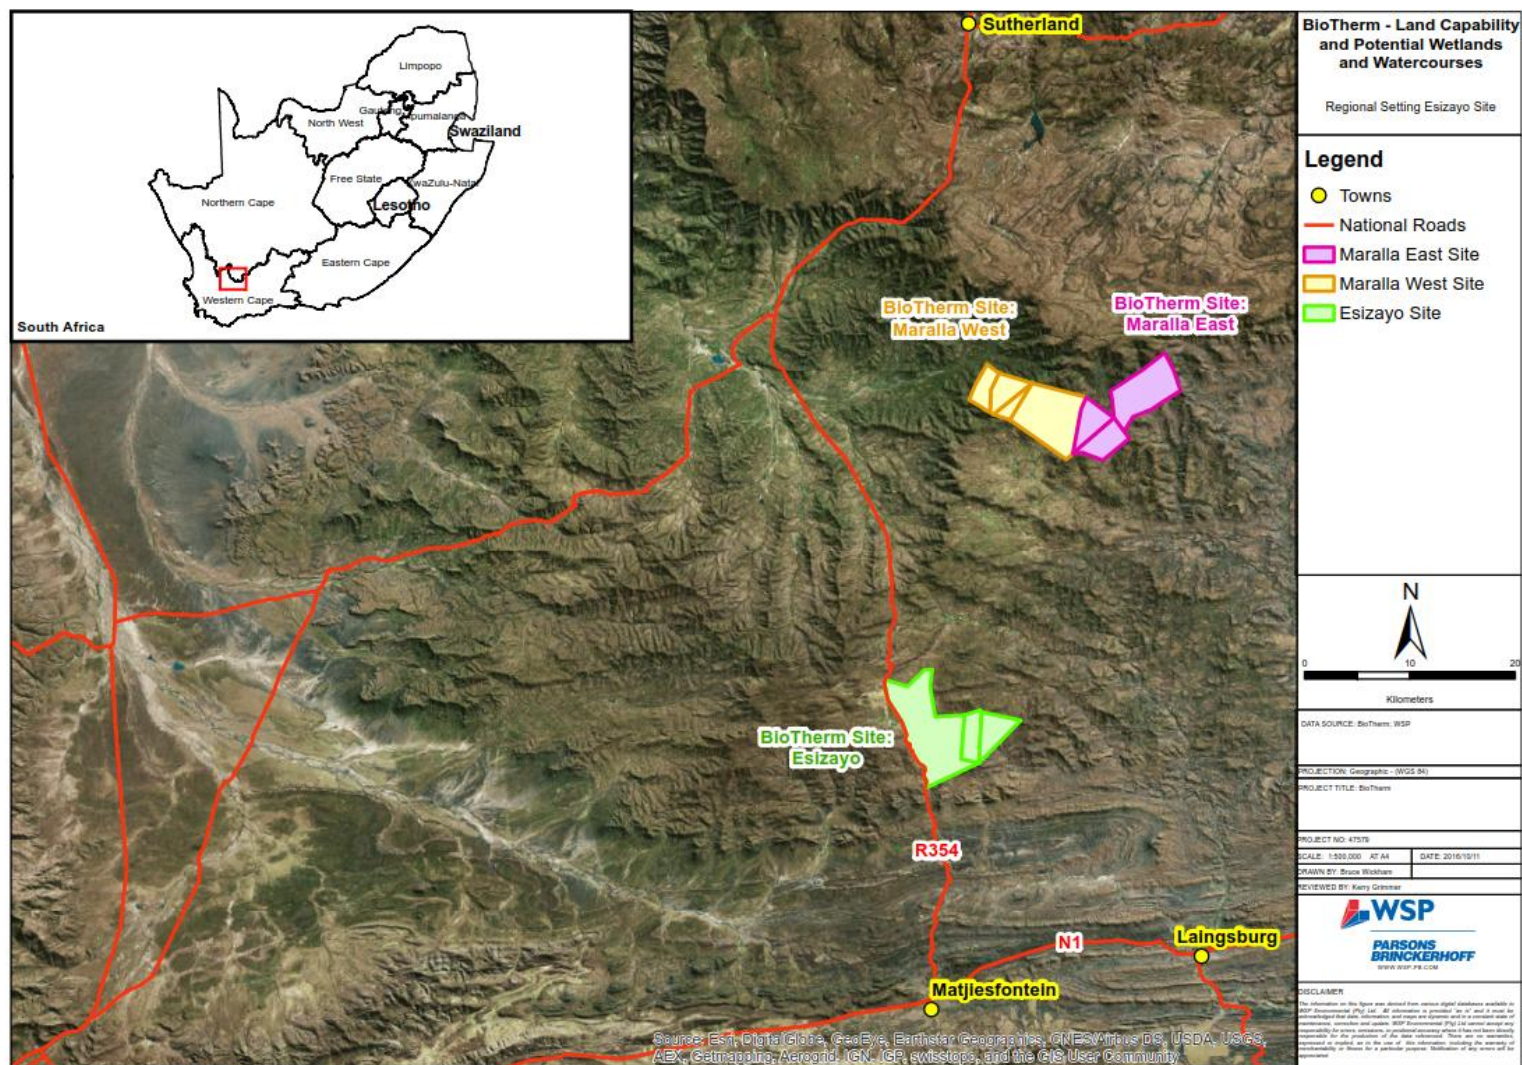 Limpopo
Gauteng
Mpumalanga
North West
Swaziland
Free State
KwaZulu-Natal
Northern Cape
Lesotho
Eastern Cape
Western Cape
South Africa
Sutherland
BioTherm Site:
Maralla West
BioTherm Site:
Maralla East
BioTherm Site:
Esizayo
R354
N1
Laingsburg
Matjiesfontein
Source: Esri, DigitalGlobe, GeoEye, Earthstar Geographics, CNES/Airbus DS, USDA, USGS,
AEX, Getmapping, Aerogrid, IGN, IGP, swisstopo, and the GIS User Community
BioTherm - Land Capability
and Potential Wetlands
and Watercourses
Regional Setting Esizayo Site
Legend
Towns
National Roads
Maralla East Site
Maralla West Site
Esizayo Site
N
0 10 20
Kilometers
DATA SOURCE: BioTherm; WSP
PROJECTION: Geographic - (WGS 84)
PROJECT TITLE: BioTherm
PROJECT NO: 47579
SCALE: 1:500,000 AT A4 DATE: 2016/10/11
DRAWN BY: Bruce Wickham
REVIEWED BY: Kerry Grimmer
WSP
PARSONS
BRINCKERHOFF
WWW.WSP-PB.COM
DISCLAIMER